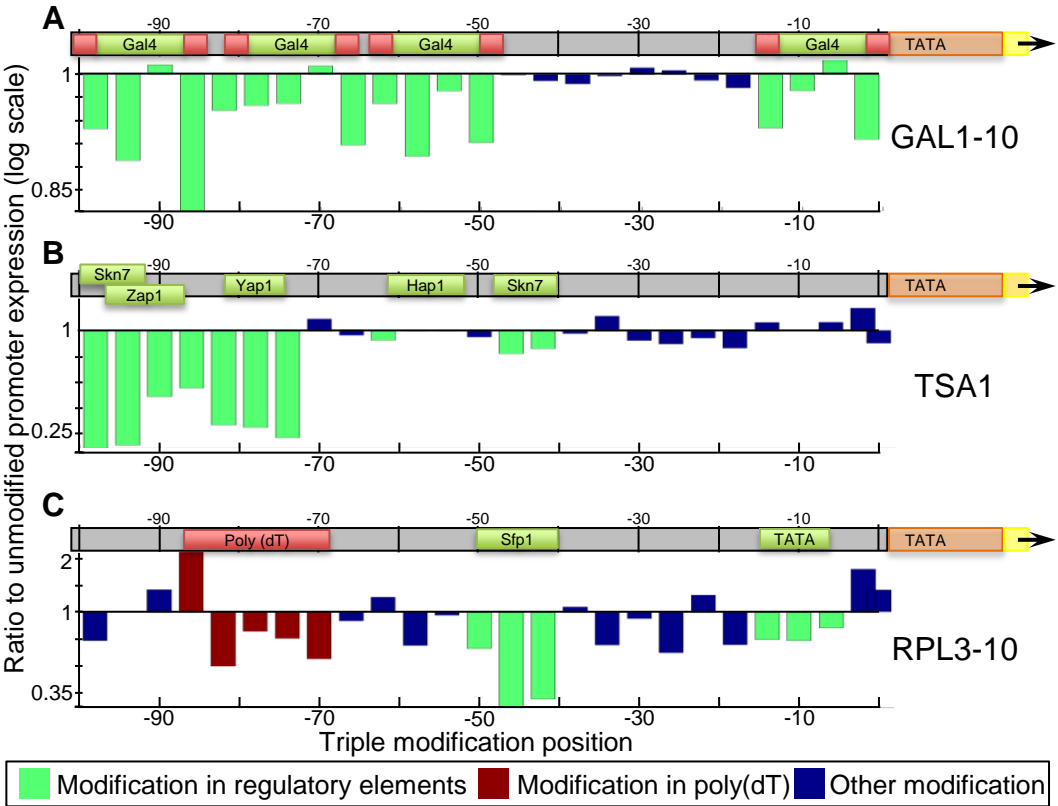 Ratio to unmodified promoter expression (log scale)
A
-90 -70 -50 -30 -10
Gal4 Gal4 Gal4 Gal4 TATA
1
0.85
GAL1-10
-90 -70 -50 -30 -10
B
-90 -70 -50 -30 -10
Skn7 Zap1 Yap1 Hap1 Skn7 TATA
1
0.25
TSA1
-90 -70 -50 -30 -10
C
-90 -70 -50 -30 -10
Poly (dT) Sfp1 TATA TATA
2
1
0.35
RPL3-10
-90 -70 -50 -30 -10
Triple modification position
Modification in regulatory elements Modification in poly(dT) Other modification